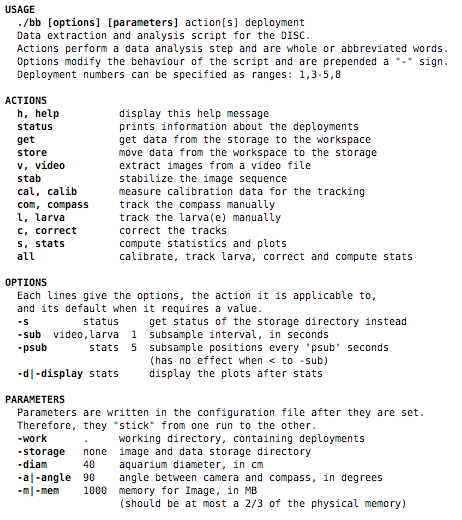 USAGE
./bb [options] [parameters] action[s] deployment
Data extraction and analysis script for the DISC.
Actions perform a data analysis step and are whole or abbreviated words.
Options modify the behaviour of the script and are prepended a "-" sign.
Deployment numbers can be specified as ranges: 1,3-5,8
ACTIONS
h, help display this help message
status prints information about the deployments
get get data from the storage to the workspace
store move data from the workspace to the storage
v, video extract images from a video file
stab stabilize the image sequence
cal, calib measure calibration data for the tracking
com, compass track the compass manually
l, larva track the larva(e) manually
c, correct correct the tracks
s, stats compute statistics and plots
all calibrate, track larva, correct and compute stats
OPTIONS
Each lines give the options, the action it is applicable to,
and its default when it requires a value.
-s status get status of the storage directory instead
-sub video,larva 1 subsample interval, in seconds
-psub stats 5 subsample positions every 'psub' seconds
(has no effect when < to -sub)
-d|-display stats display the plots after stats
PARAMETERS
Parameters are written in the configuration file after they are set.
Therefore, they "stick" from one run to the other.
-work . working directory, containing deployments
-storage none image and data storage directory
-diam 40 aquarium diameter, in cm
-a|-angle 90 angle between camera and compass, in degrees
-m|-mem 1000 memory for Image, in MB
(should be at most a 2/3 of the physical memory)